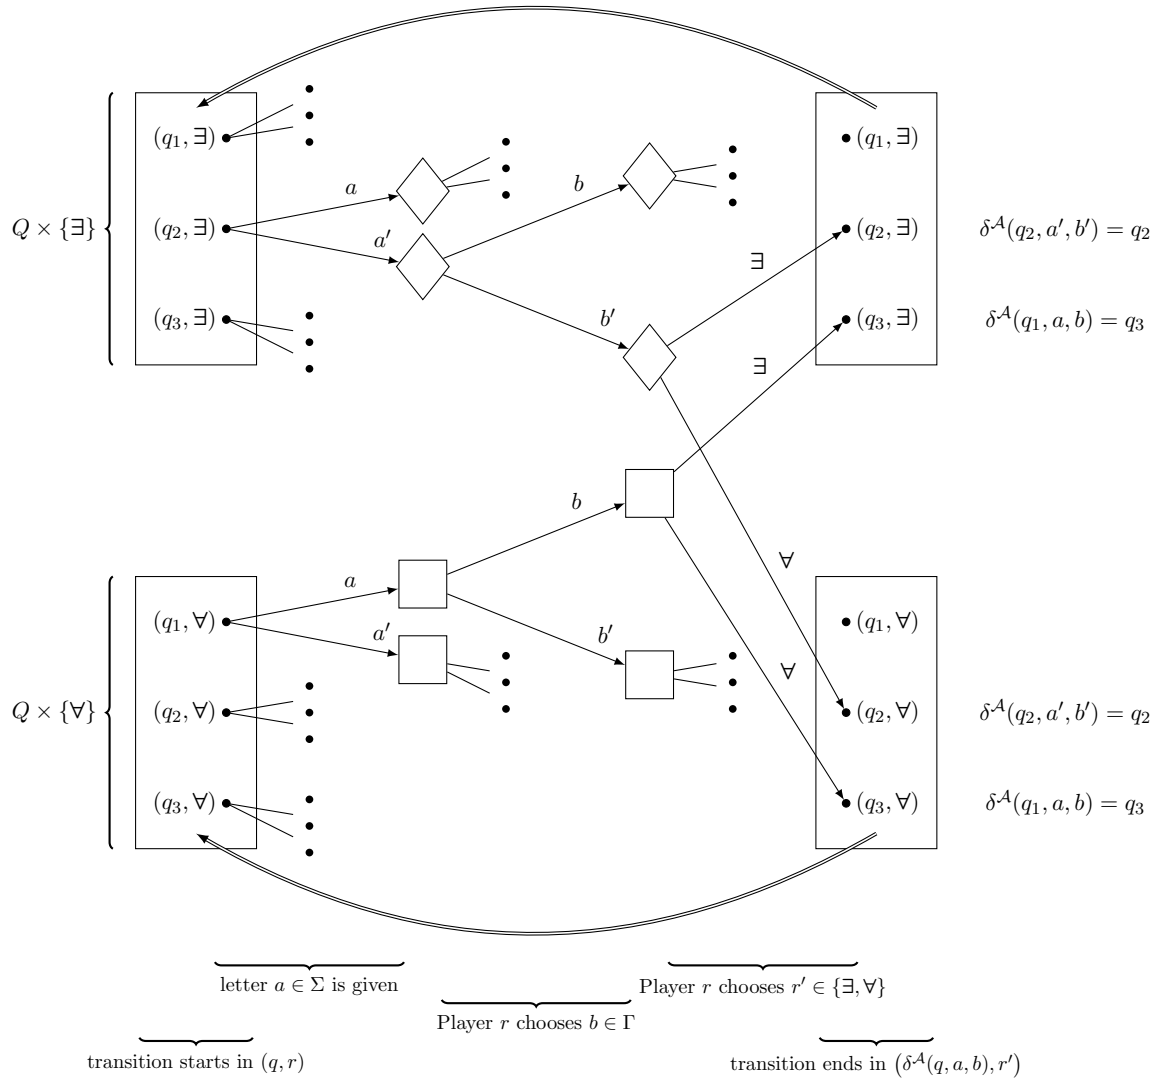 (q₁, ∃)
(q₁, ∃)
a
b
Q × {∃}
(q₂, ∃)
a′
(q₂, ∃)
δ^𝒜(q₂, a′, b′) = q₂
∃
(q₃, ∃)
b′
(q₃, ∃)
δ^𝒜(q₁, a, b) = q₃
∃
b
∀
a
(q₁, ∀)
a′
b′
(q₁, ∀)
∀
Q × {∀}
(q₂, ∀)
(q₂, ∀)
δ^𝒜(q₂, a′, b′) = q₂
(q₃, ∀)
(q₃, ∀)
δ^𝒜(q₁, a, b) = q₃
letter a ∈ Σ is given
Player r chooses r′ ∈ {∃, ∀}
Player r chooses b ∈ Γ
transition starts in (q, r)
transition ends in (δ^𝒜(q, a, b), r′)